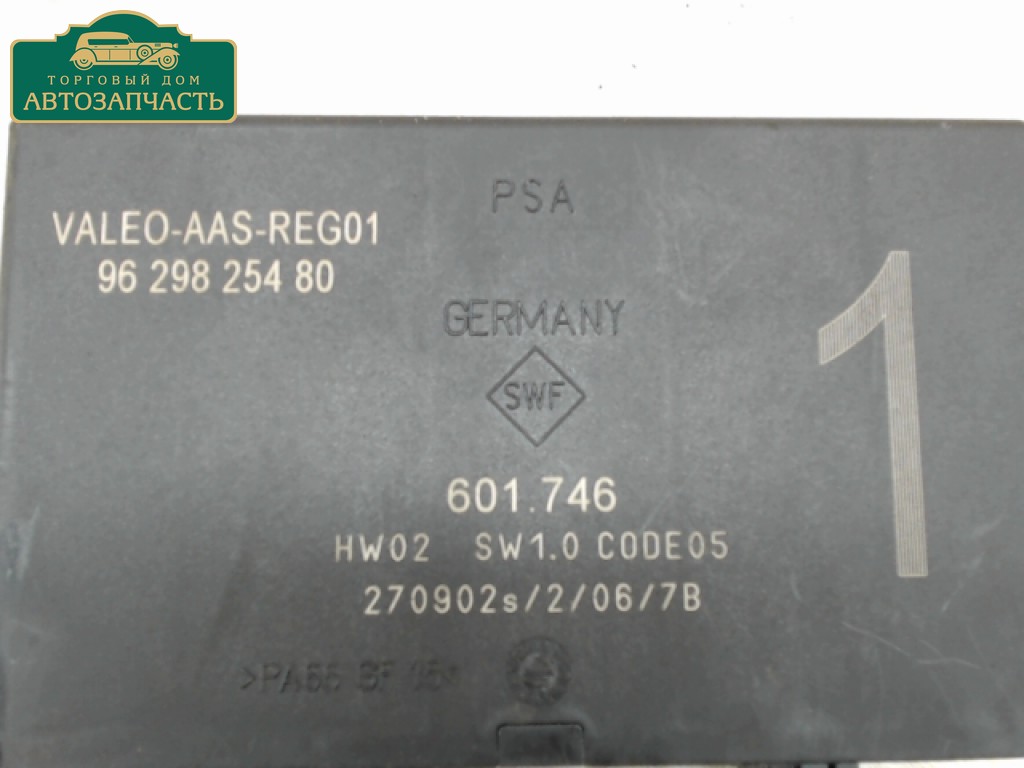 ТОРГОВЫЙ ДОМ
АВТОЗАПЧАСТЬ
PSA
VALEO-AAS-REG01
96 298 254 80
1
GERMANY
SWF
601.746
HW02 SW1.0 CODE05
270902s/2/06/7B
>PA66